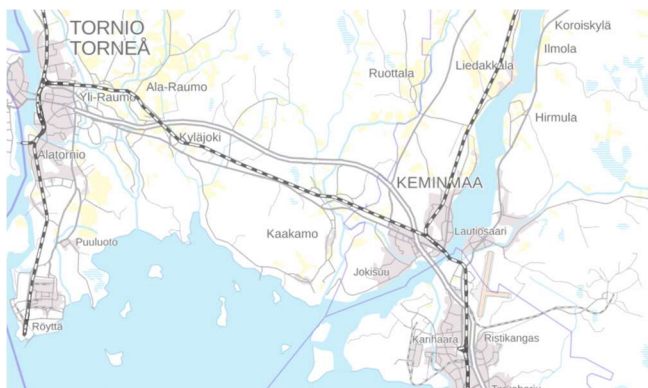 TORNIO
TORNEÅ
Koroiskylä
Ilmola
Liedakkala
Ruottala
Ala-Raumo
Yli-Raumo
Hirmula
Kyläjoki
Alatornio
KEMINMAA
Kaakamo
Lautiosaari
Puuluoto
Jokisuu
Röyttä
Karihaara
Ristikangas